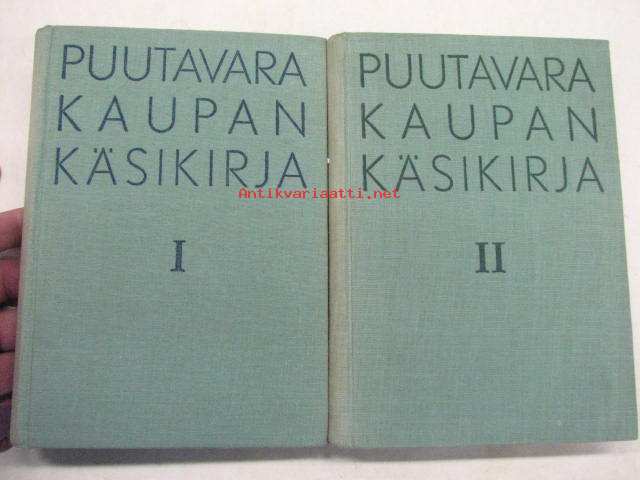 PUUTAVARA
KAUPAN
KÄSIKIRJA
I
PUUTAVARA
KAUPAN
KÄSIKIRJA
II
Antikvariaatti.net